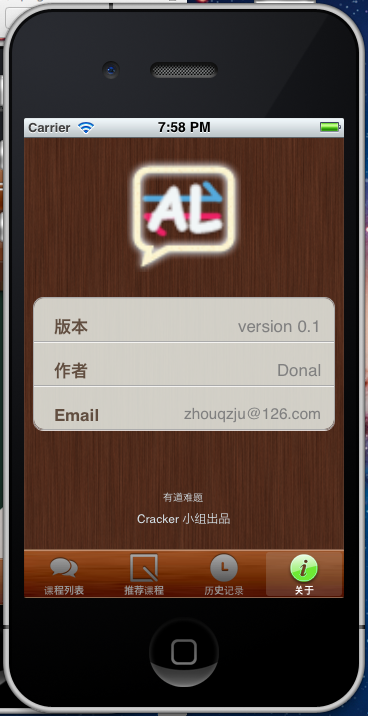 Carrier 7:58 PM
AL
版本 version 0.1
作者 Donal
Email zhouqzju@126.com
有道难题
Cracker 小组出品
课程列表 推荐课程 历史记录 关于